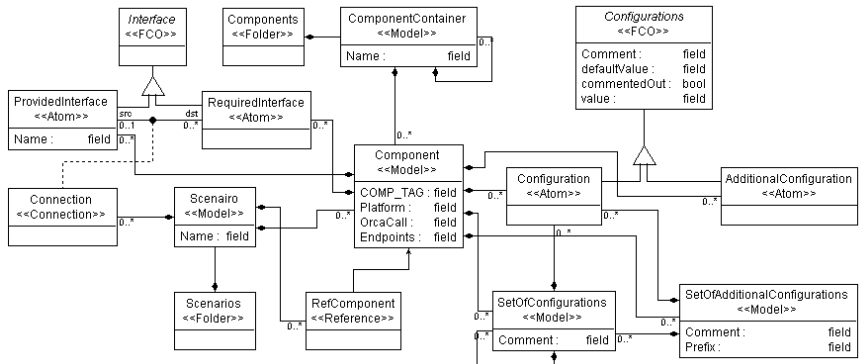 Interface
<<FCO>>
Components
<<Folder>>
ComponentContainer
<<Model>>
Name : field
0..*
Configurations
<<FCO>>
Comment : field
defaultValue : field
commentedOut : bool
value : field
ProvidedInterface
<<Atom>>
Name : field
src
0..1
0..*
dst
0..*
RequiredInterface
<<Atom>>
0..*
0..*
Component
<<Model>>
COMP_TAG : field
Platform : field
OrcaCall : field
Endpoints : field
0..*
Configuration
<<Atom>>
0..*
AdditionalConfiguration
<<Atom>>
0..*
0..*
Connection
<<Connection>>
0..*
Scenairo
<<Model>>
Name : field
0..*
Scenarios
<<Folder>>
0..*
RefComponent
<<Reference>>
0..*
0..*
SetOfConfigurations
<<Model>>
Comment : field
0..*
0..*
0..*
SetOfAdditionalConfigurations
<<Model>>
Comment : field
Prefix : field